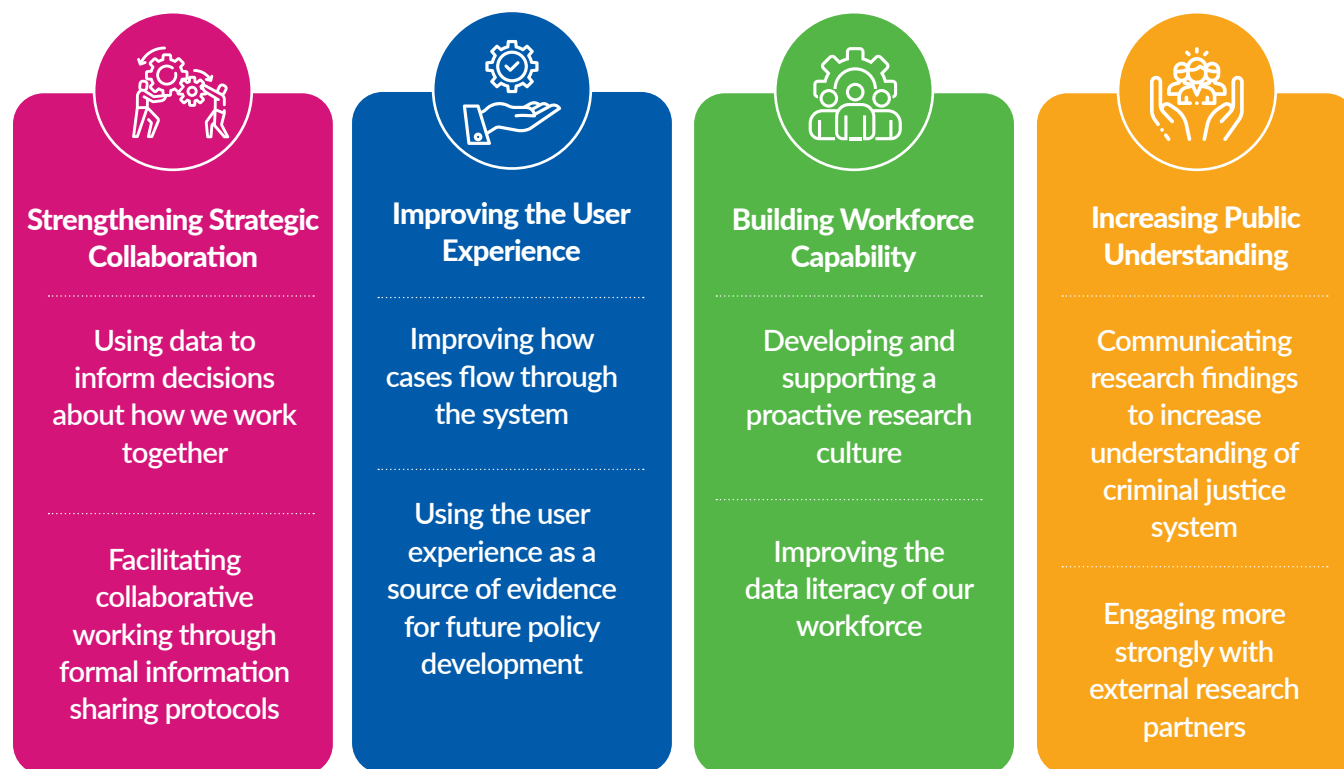 Strengthening Strategic
Collaboration
Using data to
inform decisions
about how we work
together
Facilitating
collaborative
working through
formal information
sharing protocols
Improving the User
Experience
Improving how
cases flow through
the system
Using the user
experience as a
source of evidence
for future policy
development
Building Workforce
Capability
Developing and
supporting a
proactive research
culture
Improving the
data literacy of our
workforce
Increasing Public
Understanding
Communicating
research findings
to increase
understanding of
criminal justice
system
Engaging more
strongly with
external research
partners